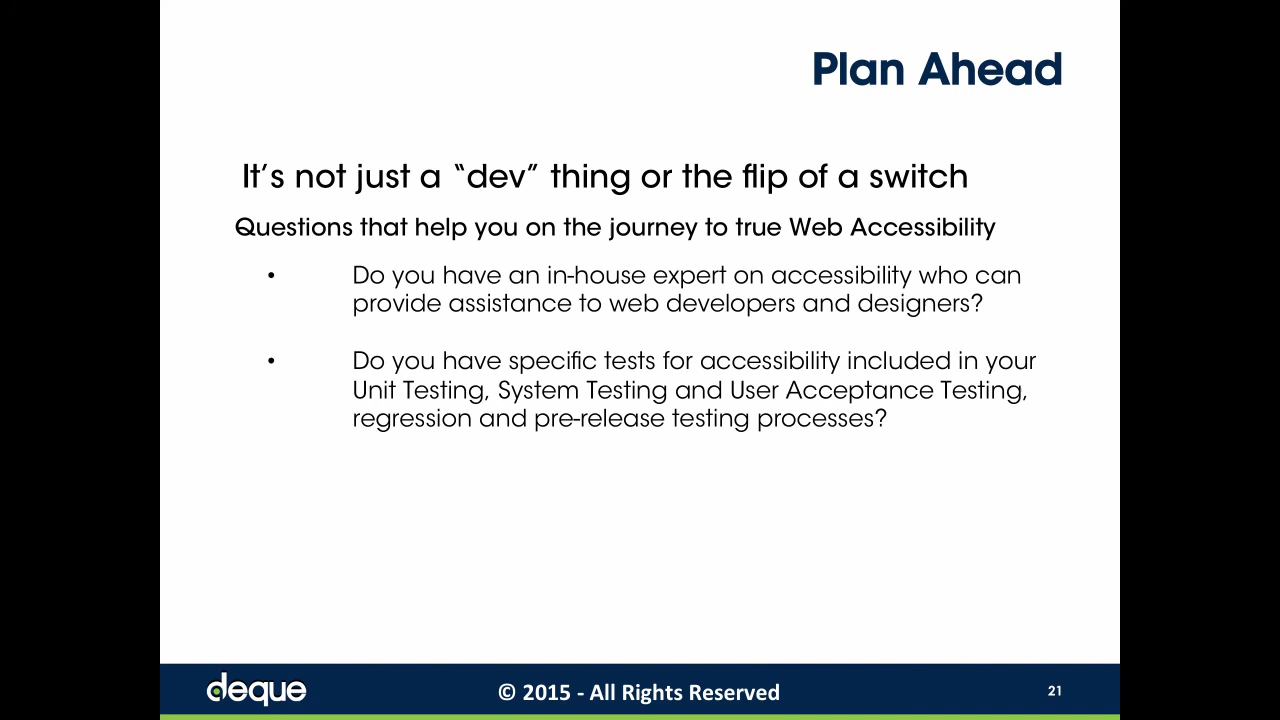 Plan Ahead
It’s not just a “dev” thing or the flip of a switch
Questions that help you on the journey to true Web Accessibility
• Do you have an in-house expert on accessibility who can
provide assistance to web developers and designers?
• Do you have specific tests for accessibility included in your
Unit Testing, System Testing and User Acceptance Testing,
regression and pre-release testing processes?
deque
© 2015 - All Rights Reserved
21